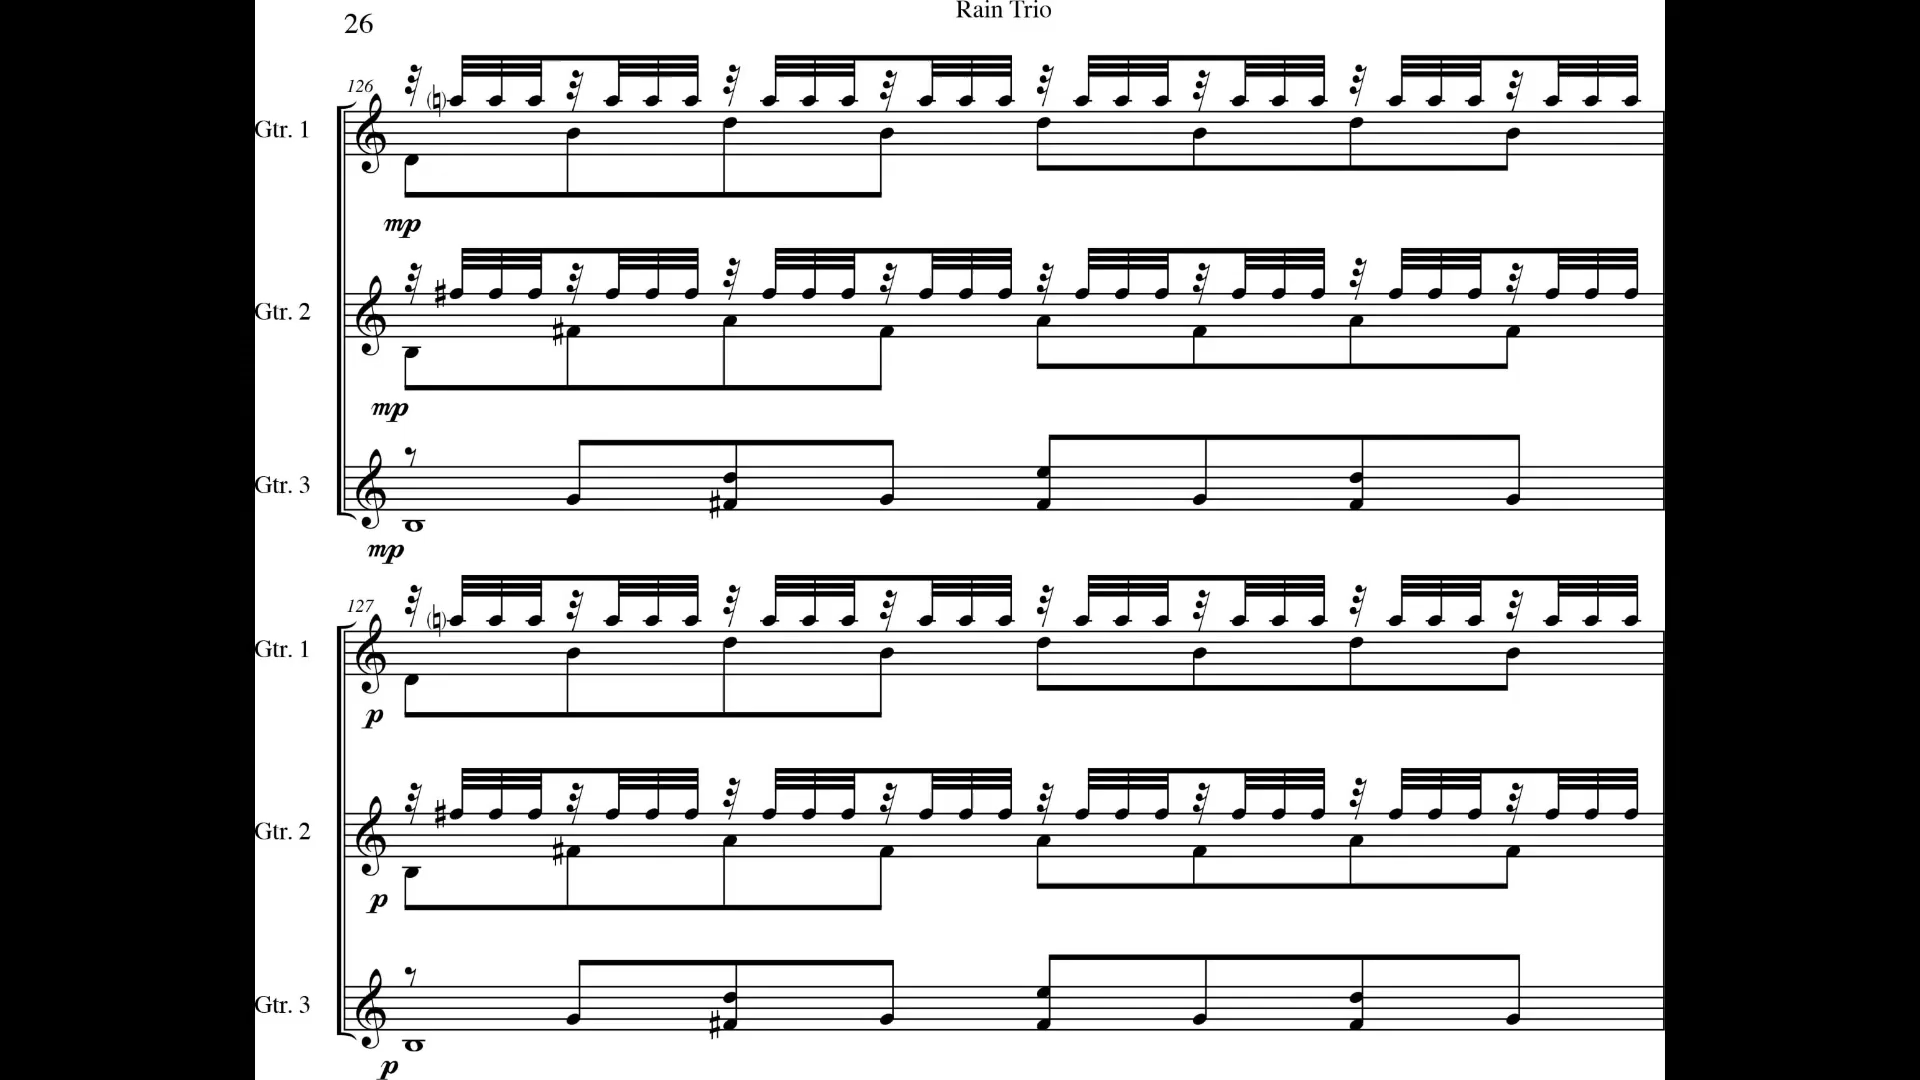 Rain Trio
26
126
Gtr. 1
mp
Gtr. 2
mp
Gtr. 3
mp
127
Gtr. 1
p
Gtr. 2
p
Gtr. 3
p